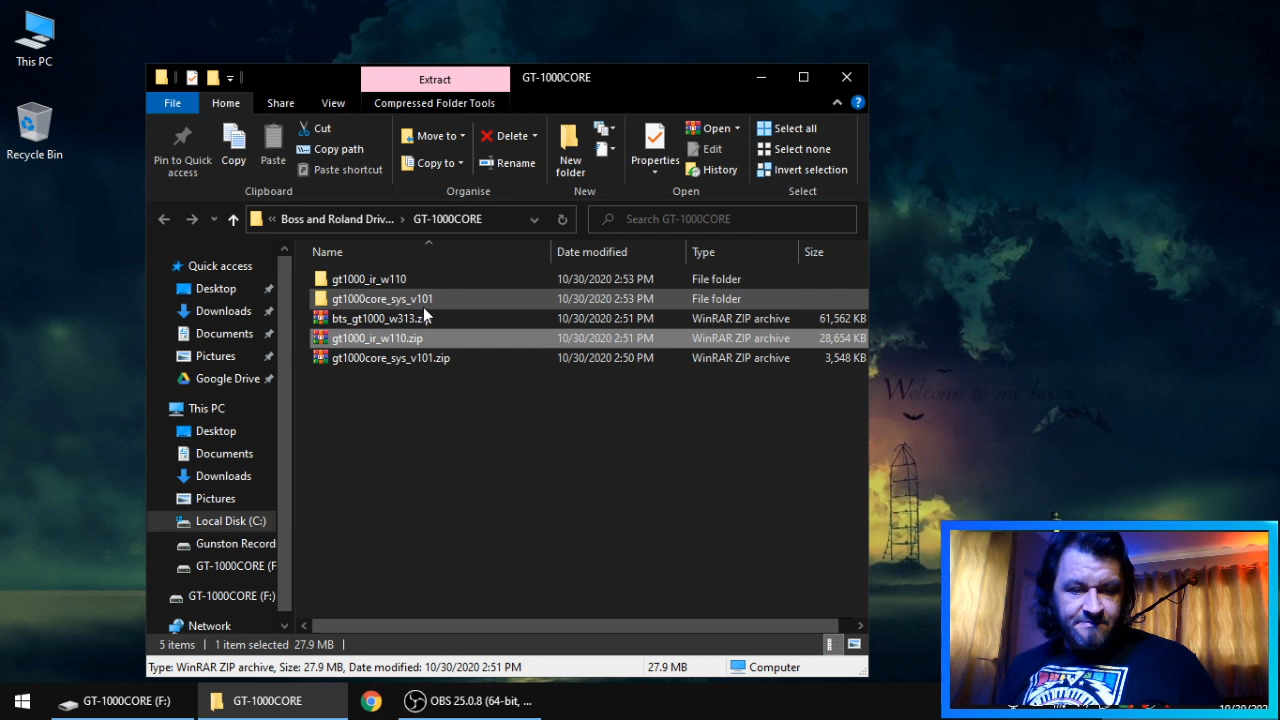 This PC
Recycle Bin
Extract
GT-1000CORE
File
Home
Share
View
Compressed Folder Tools
Pin to Quick access
Copy
Paste
Cut
Copy path
Paste shortcut
Clipboard
Move to
Copy to
Delete
Rename
Organise
New folder
New
Properties
Open
Edit
History
Open
Select all
Select none
Invert selection
Select
« Boss and Roland Driv... › GT-1000CORE
Search GT-1000CORE
Name
Date modified
Type
Size
gt1000_ir_w110 10/30/2020 2:53 PM File folder
gt1000core_sys_v101 10/30/2020 2:53 PM File folder
bts_gt1000_w313.z 10/30/2020 2:51 PM WinRAR ZIP archive 61,562 KB
gt1000_ir_w110.zip 10/30/2020 2:51 PM WinRAR ZIP archive 28,654 KB
gt1000core_sys_v101.zip 10/30/2020 2:50 PM WinRAR ZIP archive 3,548 KB
Quick access
Desktop
Downloads
Documents
Pictures
Google Drive
This PC
Desktop
Documents
Downloads
Pictures
Local Disk (C:)
Gunston Record
GT-1000CORE (F
GT-1000CORE (F:)
Network
5 items
1 item selected 27.9 MB
Type: WinRAR ZIP archive, Size: 27.9 MB, Date modified: 10/30/2020 2:51 PM
27.9 MB
Computer
Welcome to my house
GT-1000CORE (F:)
GT-1000CORE
OBS 25.0.8 (64-bit, ...